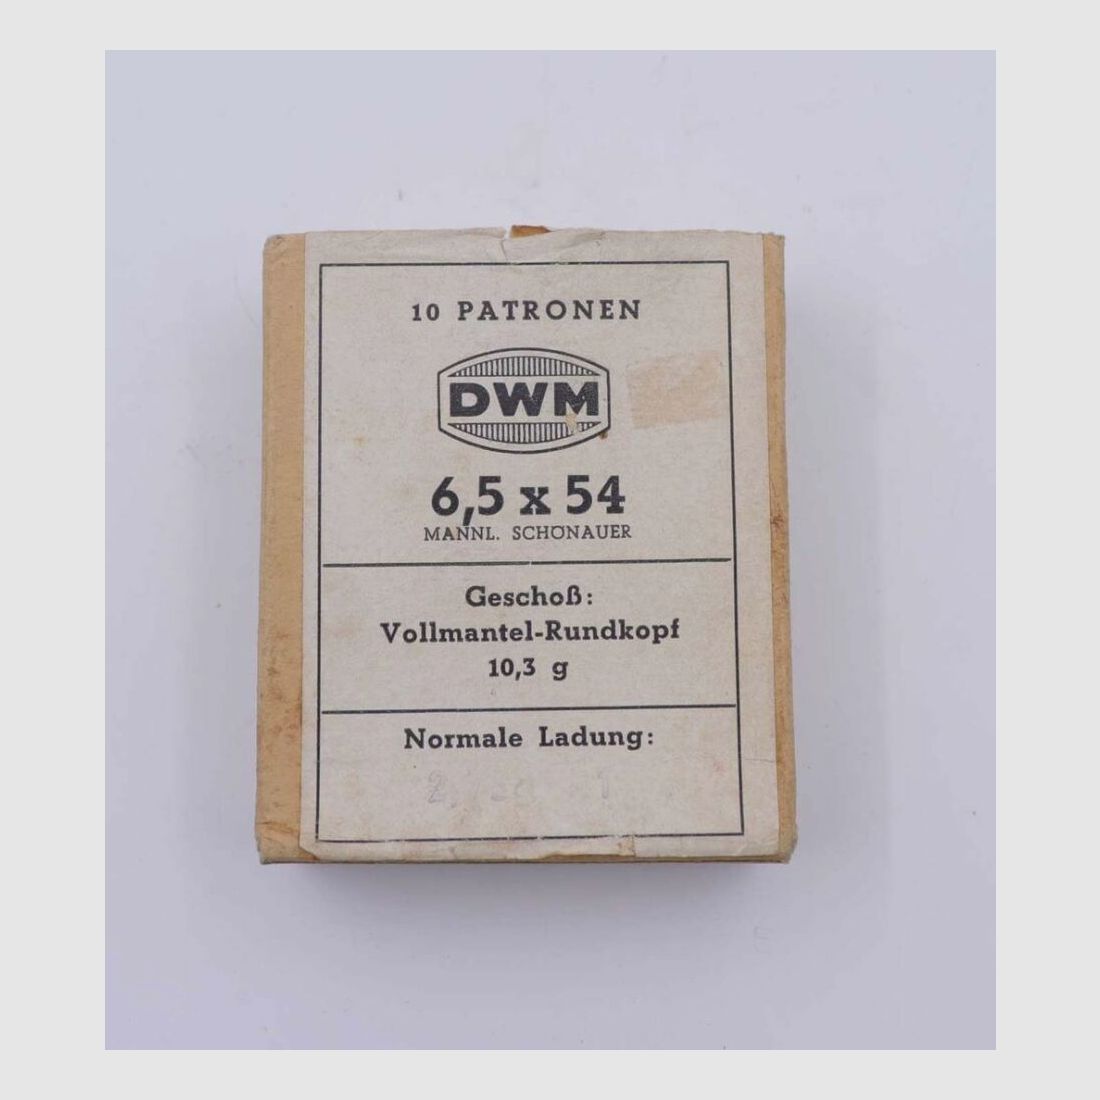 10 PATRONEN
DWM
6,5 x 54
MANNL. SCHÖNAUER
Geschoß:
Vollmantel-Rundkopf
10,3 g
Normale Ladung: